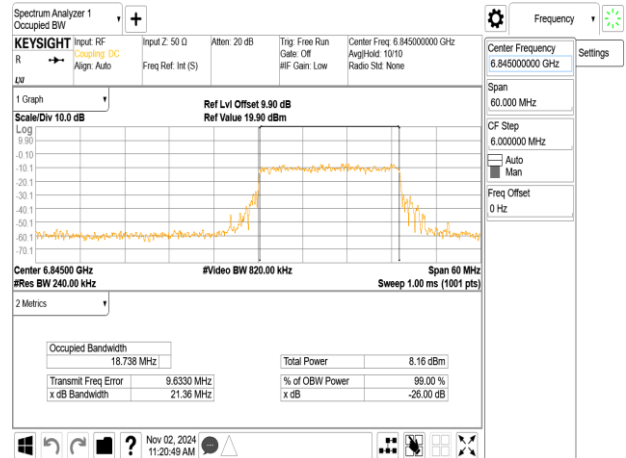 Spectrum Analyzer 1
Occupied BW
Frequency
KEYSIGHT
R
LXI
Input: RF
Coupling: DC
Align: Auto
Input Z: 50 Ω
Freq Ref: Int (S)
Atten: 20 dB
Trig: Free Run
Gate: Off
#IF Gain: Low
Center Freq: 6.845000000 GHz
Avg|Hold: 10/10
Radio Std: None
Center Frequency
6.845000000 GHz
Settings
Span
60.000 MHz
CF Step
6.000000 MHz
Auto
Man
Freq Offset
0 Hz
1 Graph
Scale/Div 10.0 dB
Ref Lvl Offset 9.90 dB
Ref Value 19.90 dBm
Log
9.90
-0.10
-10.1
-20.1
-30.1
-40.1
-50.1
-60.1
-70.1
Center 6.84500 GHz
#Video BW 820.00 kHz
Span 60 MHz
#Res BW 240.00 kHz
Sweep 1.00 ms (1001 pts)
2 Metrics
Occupied Bandwidth
18.738 MHz
Total Power 8.16 dBm
Transmit Freq Error 9.6330 MHz
% of OBW Power 99.00 %
x dB Bandwidth 21.36 MHz
x dB -26.00 dB
?
Nov 02, 2024
11:20:49 AM